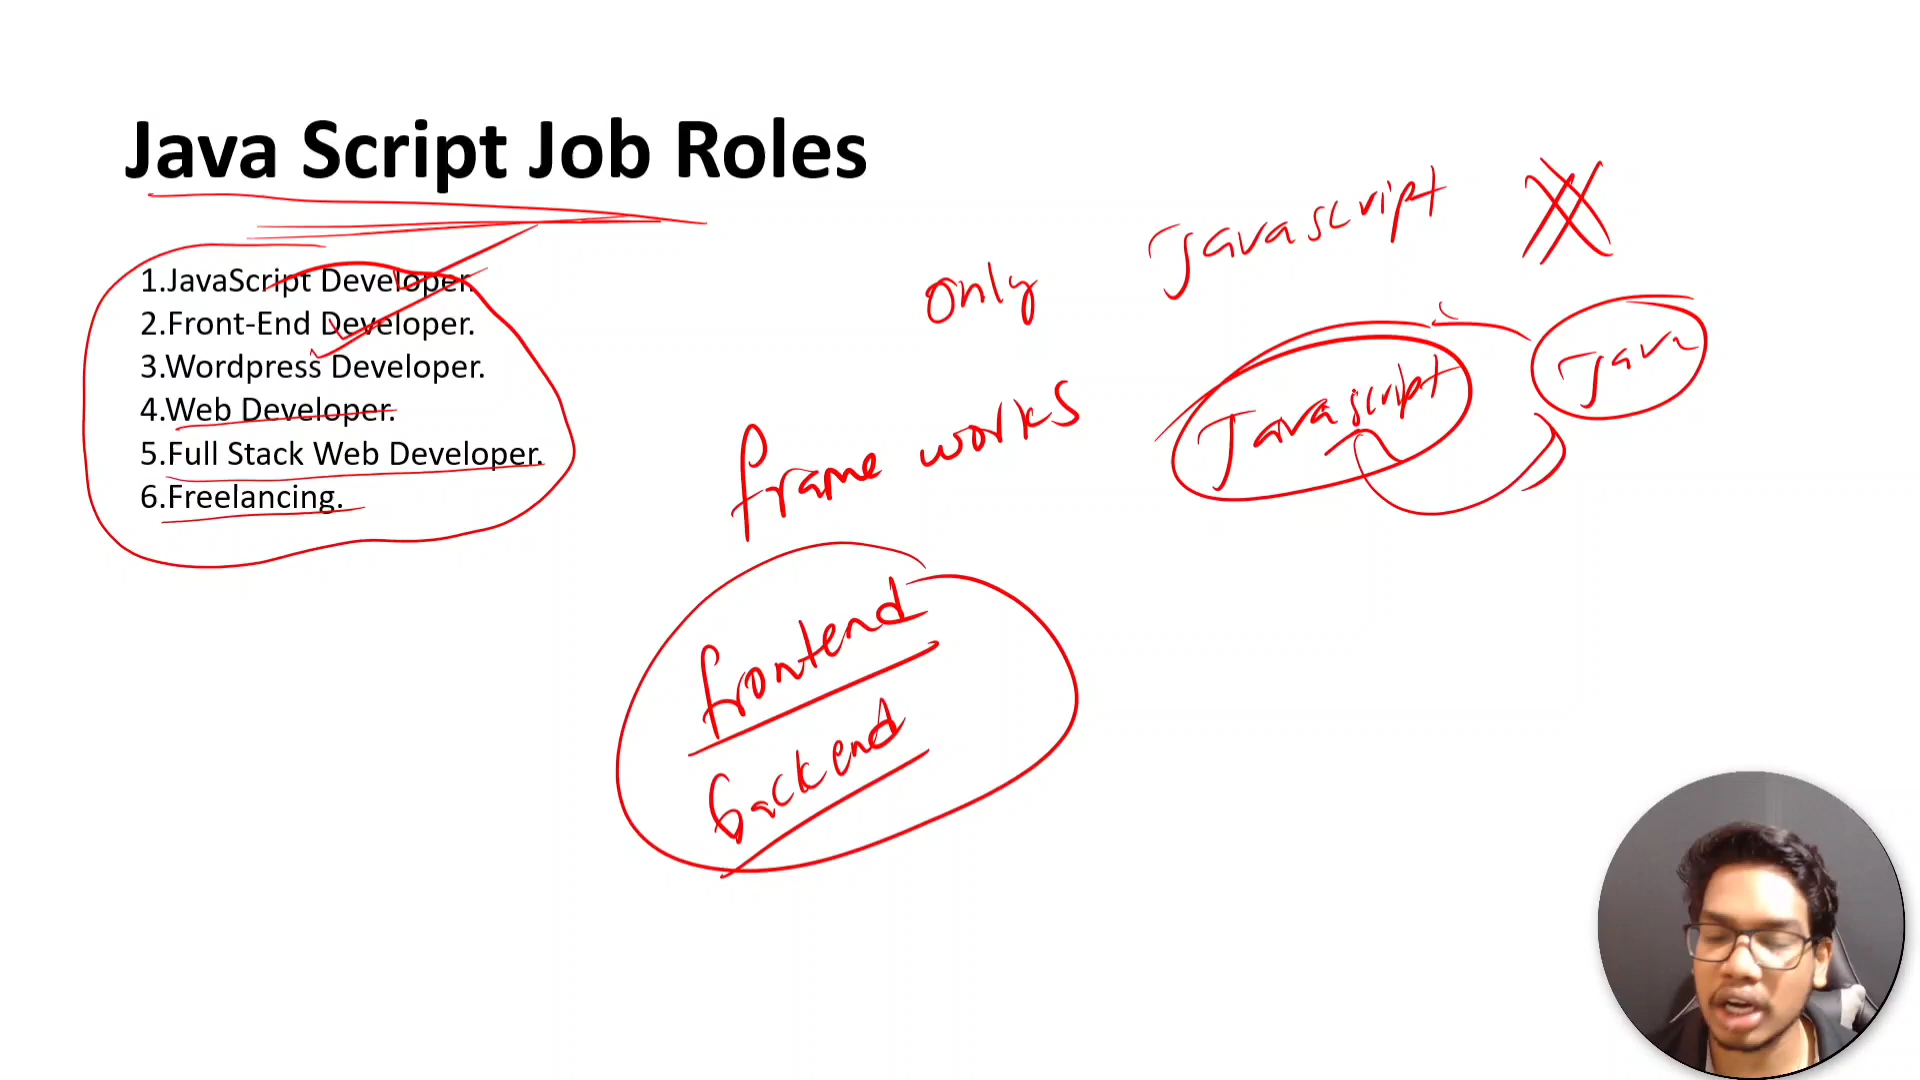 Java Script Job Roles
1.JavaScript Developer.
2.Front-End Developer.
3.Wordpress Developer.
4.Web Developer.
5.Full Stack Web Developer.
6.Freelancing.
only Javascript
frame works
Javascript
Java
frontend
backend